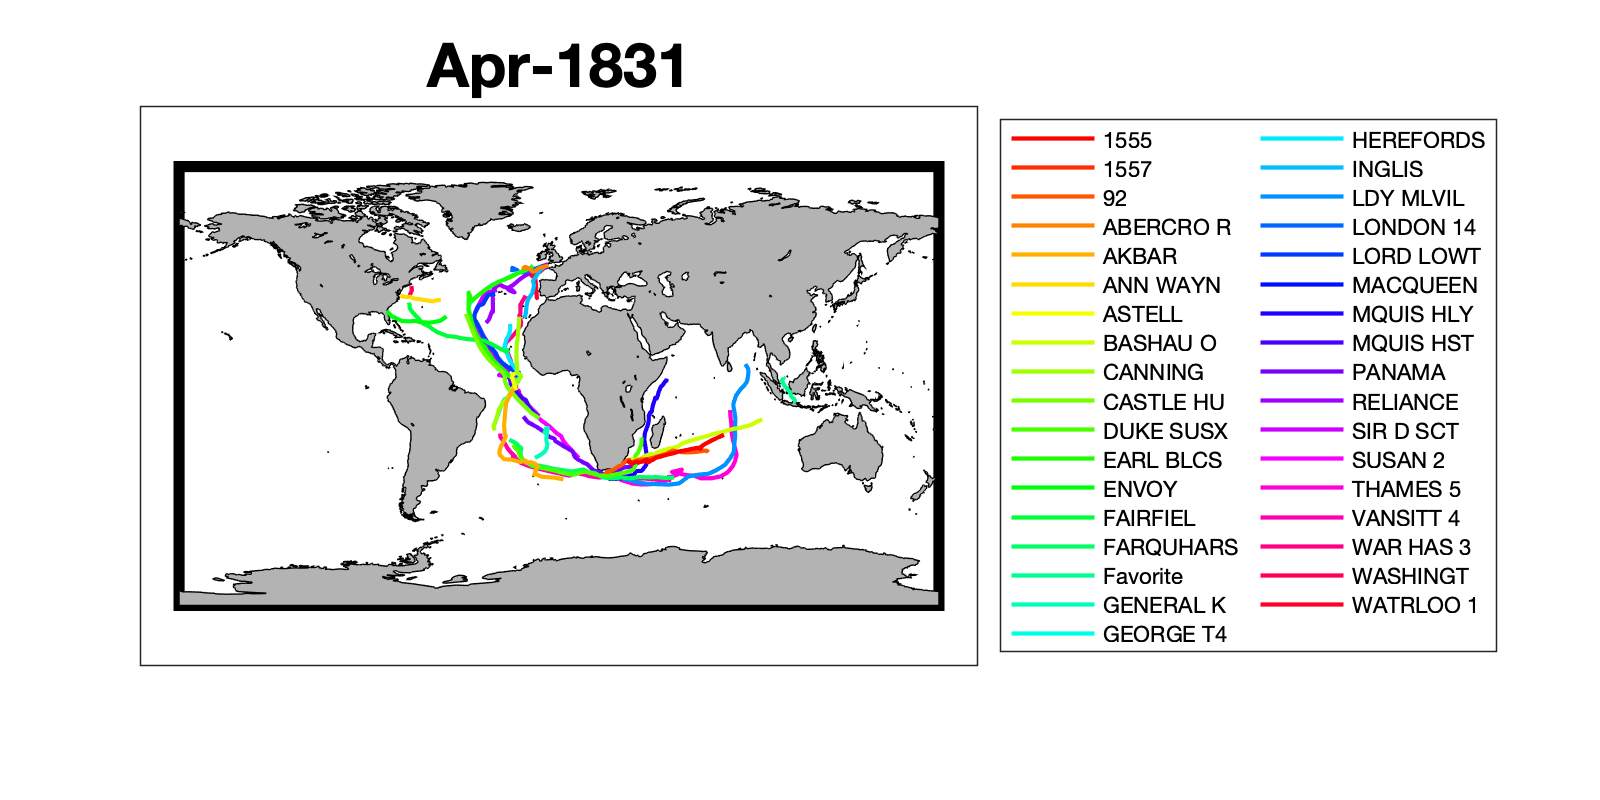 Apr-1831
1555
1557
92
ABERCRO R
AKBAR
ANN WAYN
ASTELL
BASHAU O
CANNING
CASTLE HU
DUKE SUSX
EARL BLCS
ENVOY
FAIRFIEL
FARQUHARS
Favorite
GENERAL K
GEORGE T4
HEREFORDS
INGLIS
LDY MLVIL
LONDON 14
LORD LOWT
MACQUEEN
MQUIS HLY
MQUIS HST
PANAMA
RELIANCE
SIR D SCT
SUSAN 2
THAMES 5
VANSITT 4
WAR HAS 3
WASHINGT
WATRLOO 1